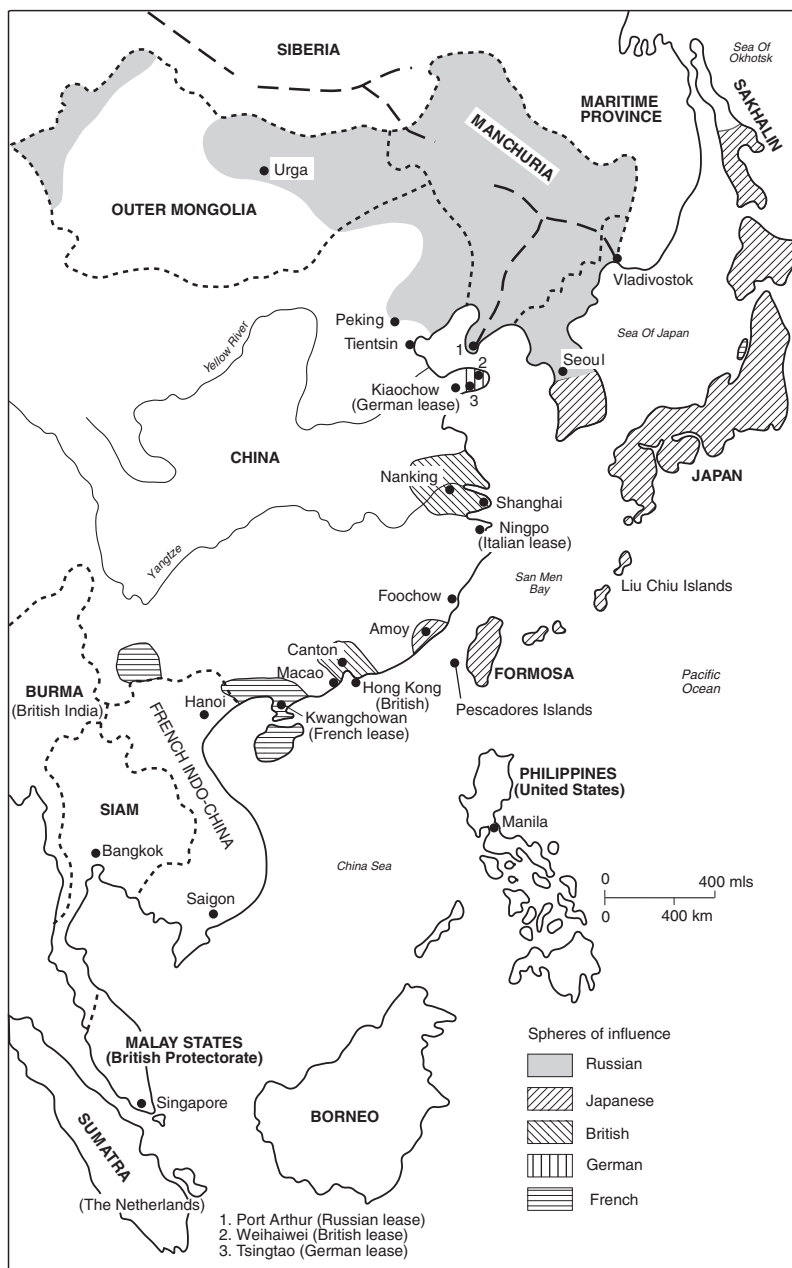 SIBERIA
Sea Of
Okhotsk
SAKHALIN
MARITIME
PROVINCE
MANCHURIA
Urga
OUTER MONGOLIA
Vladivostok
Peking
Tientsin
Yellow River
Sea Of Japan
1
2
3
Seoul
Kiaochow
(German lease)
CHINA
JAPAN
Nanking
Shanghai
Ningpo
(Italian lease)
Yangtze
San Men
Bay
Liu Chiu Islands
Foochow
Amoy
Canton
Macao
FORMOSA
Pacific
Ocean
BURMA
(British India)
Hanoi
Hong Kong
(British)
Pescadores Islands
Kwangchowan
(French lease)
FRENCH INDO-CHINA
SIAM
PHILIPPINES
(United States)
Manila
Bangkok
China Sea
0 400 mls
0 400 km
Saigon
MALAY STATES
(British Protectorate)
Singapore
BORNEO
SUMATRA
(The Netherlands)
Spheres of influence
Russian
Japanese
British
German
French
1. Port Arthur (Russian lease)
2. Weihaiwei (British lease)
3. Tsingtao (German lease)